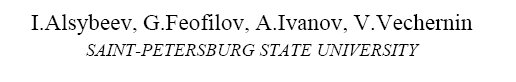 I.Alsybeev, G.Feofilov, A.Ivanov, V.Vechernin
SAINT-PETERSBURG STATE UNIVERSITY